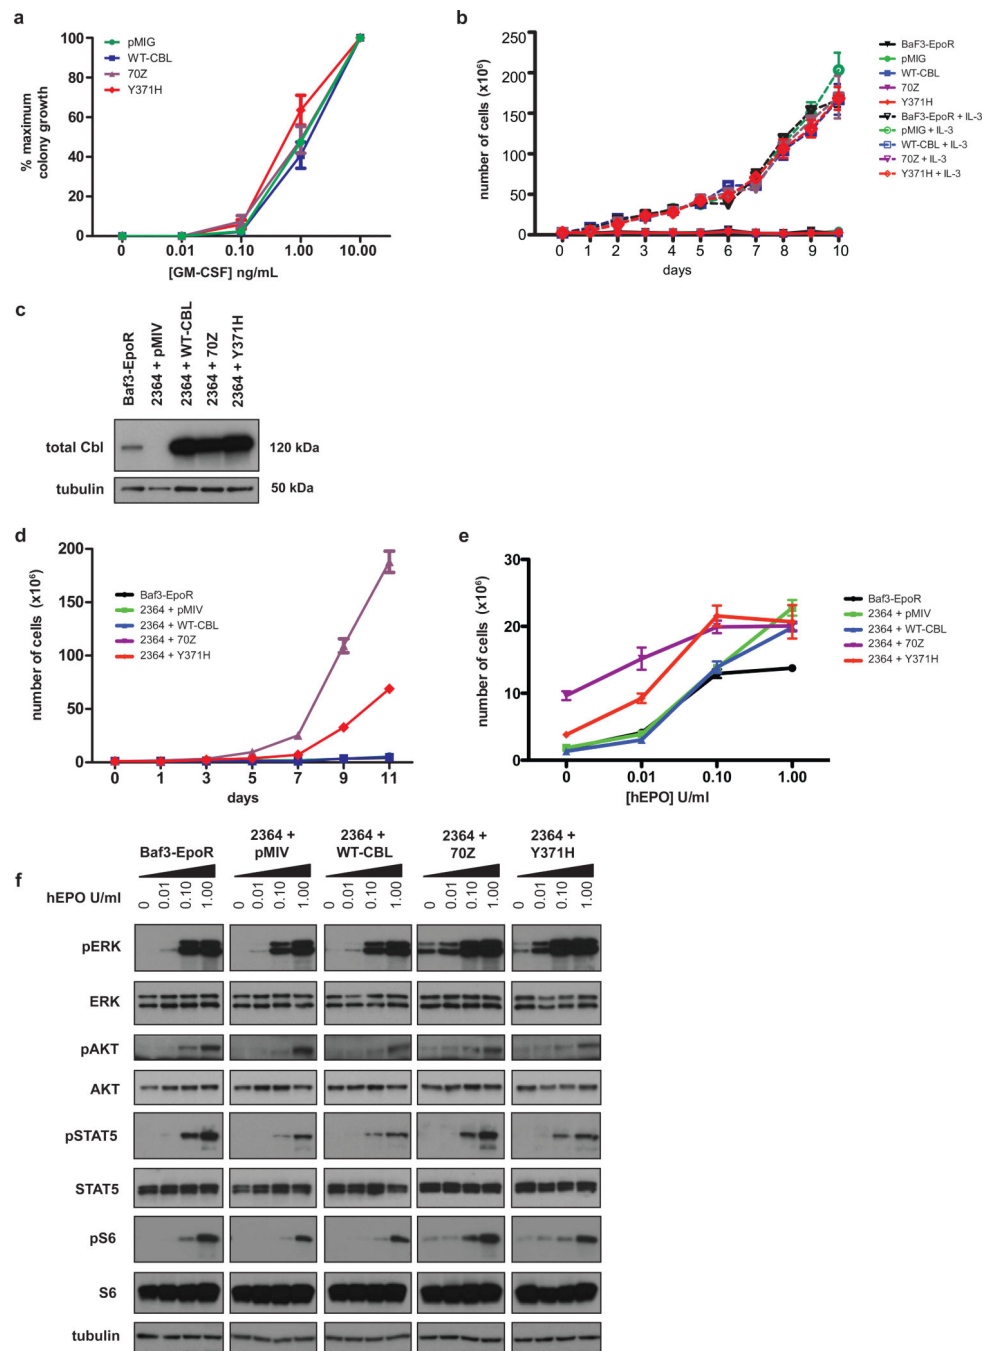 a
% maximum
colony growth
100
80
60
40
20
0
0 0.01 0.10 1.00 10.00
[GM-CSF] ng/mL
pMIG
WT-CBL
70Z
Y371H
b
number of cells (x10⁶)
250
200
150
100
50
0
0 1 2 3 4 5 6 7 8 9 10
days
BaF3-EpoR
pMIG
WT-CBL
70Z
Y371H
BaF3-EpoR + IL-3
pMIG + IL-3
WT-CBL + IL-3
70Z + IL-3
Y371H + IL-3
c
Baf3-EpoR
2364 + pMIV
2364 + WT-CBL
2364 + 70Z
2364 + Y371H
total Cbl 120 kDa
tubulin 50 kDa
d
number of cells (x10⁶)
200
150
100
50
0
0 1 3 5 7 9 11
days
Baf3-EpoR
2364 + pMIV
2364 + WT-CBL
2364 + 70Z
2364 + Y371H
e
number of cells (x10⁶)
30
20
10
0
0 0.01 0.10 1.00
[hEPO] U/ml
Baf3-EpoR
2364 + pMIV
2364 + WT-CBL
2364 + 70Z
2364 + Y371H
f
Baf3-EpoR
2364 +
pMIV
2364 +
WT-CBL
2364 +
70Z
2364 +
Y371H
hEPO U/ml
0 0.01 0.10 1.00 0 0.01 0.10 1.00 0 0.01 0.10 1.00 0 0.01 0.10 1.00 0 0.01 0.10 1.00
pERK
ERK
pAKT
AKT
pSTAT5
STAT5
pS6
S6
tubulin